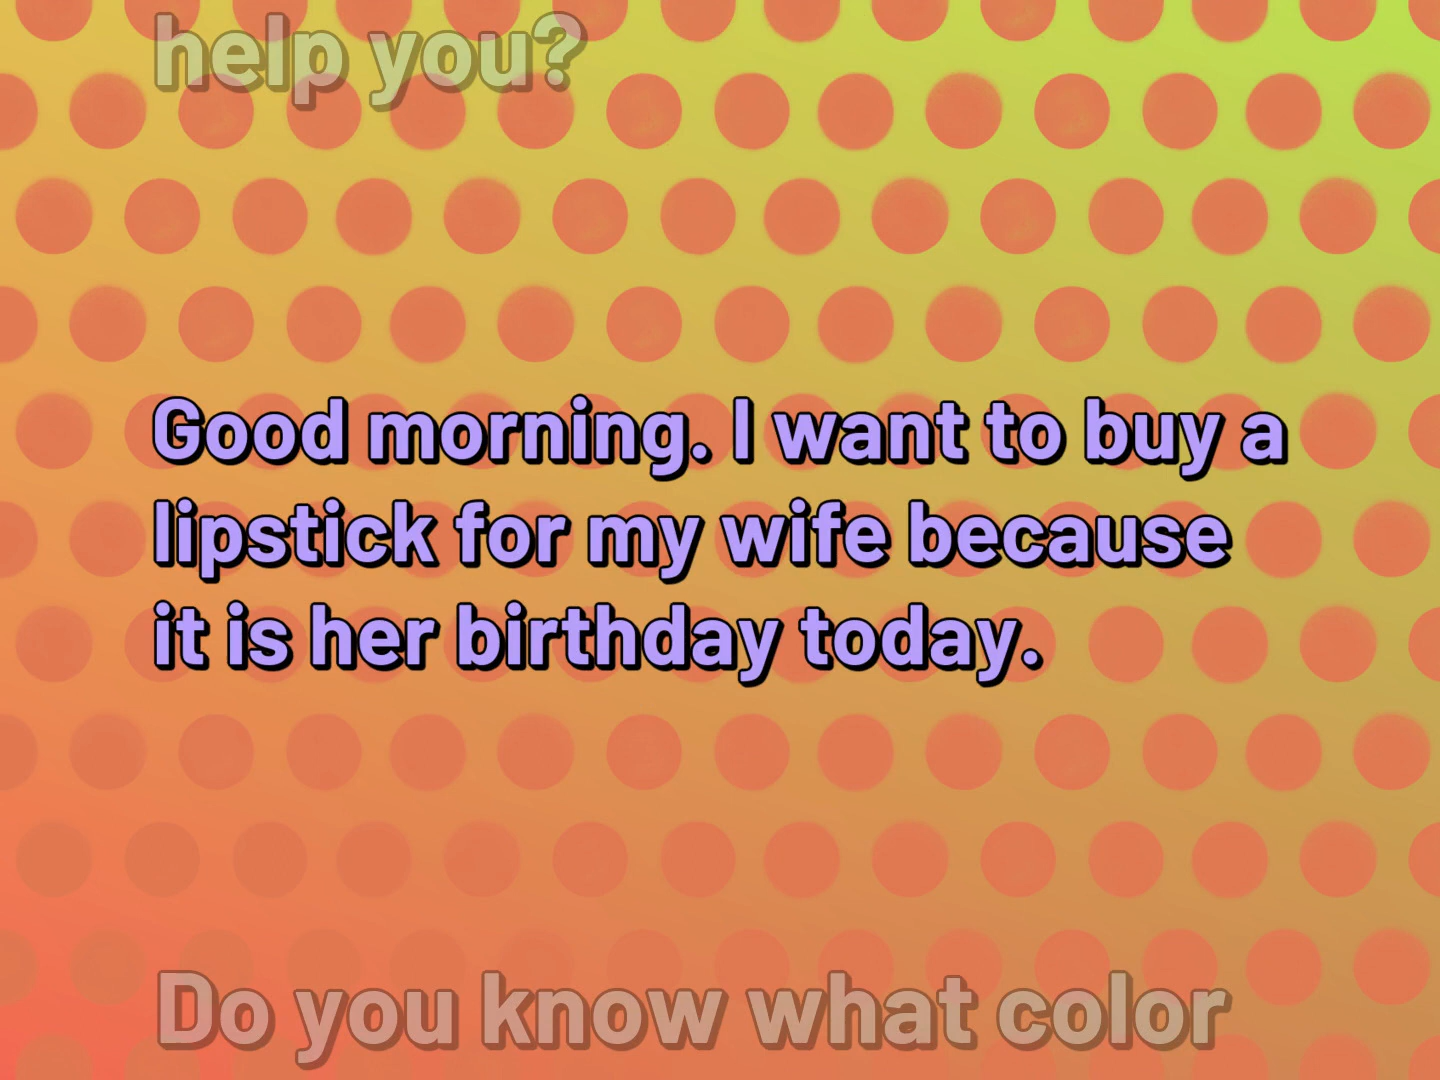 help you?
Good morning. I want to buy a
lipstick for my wife because
it is her birthday today.
Do you know what color